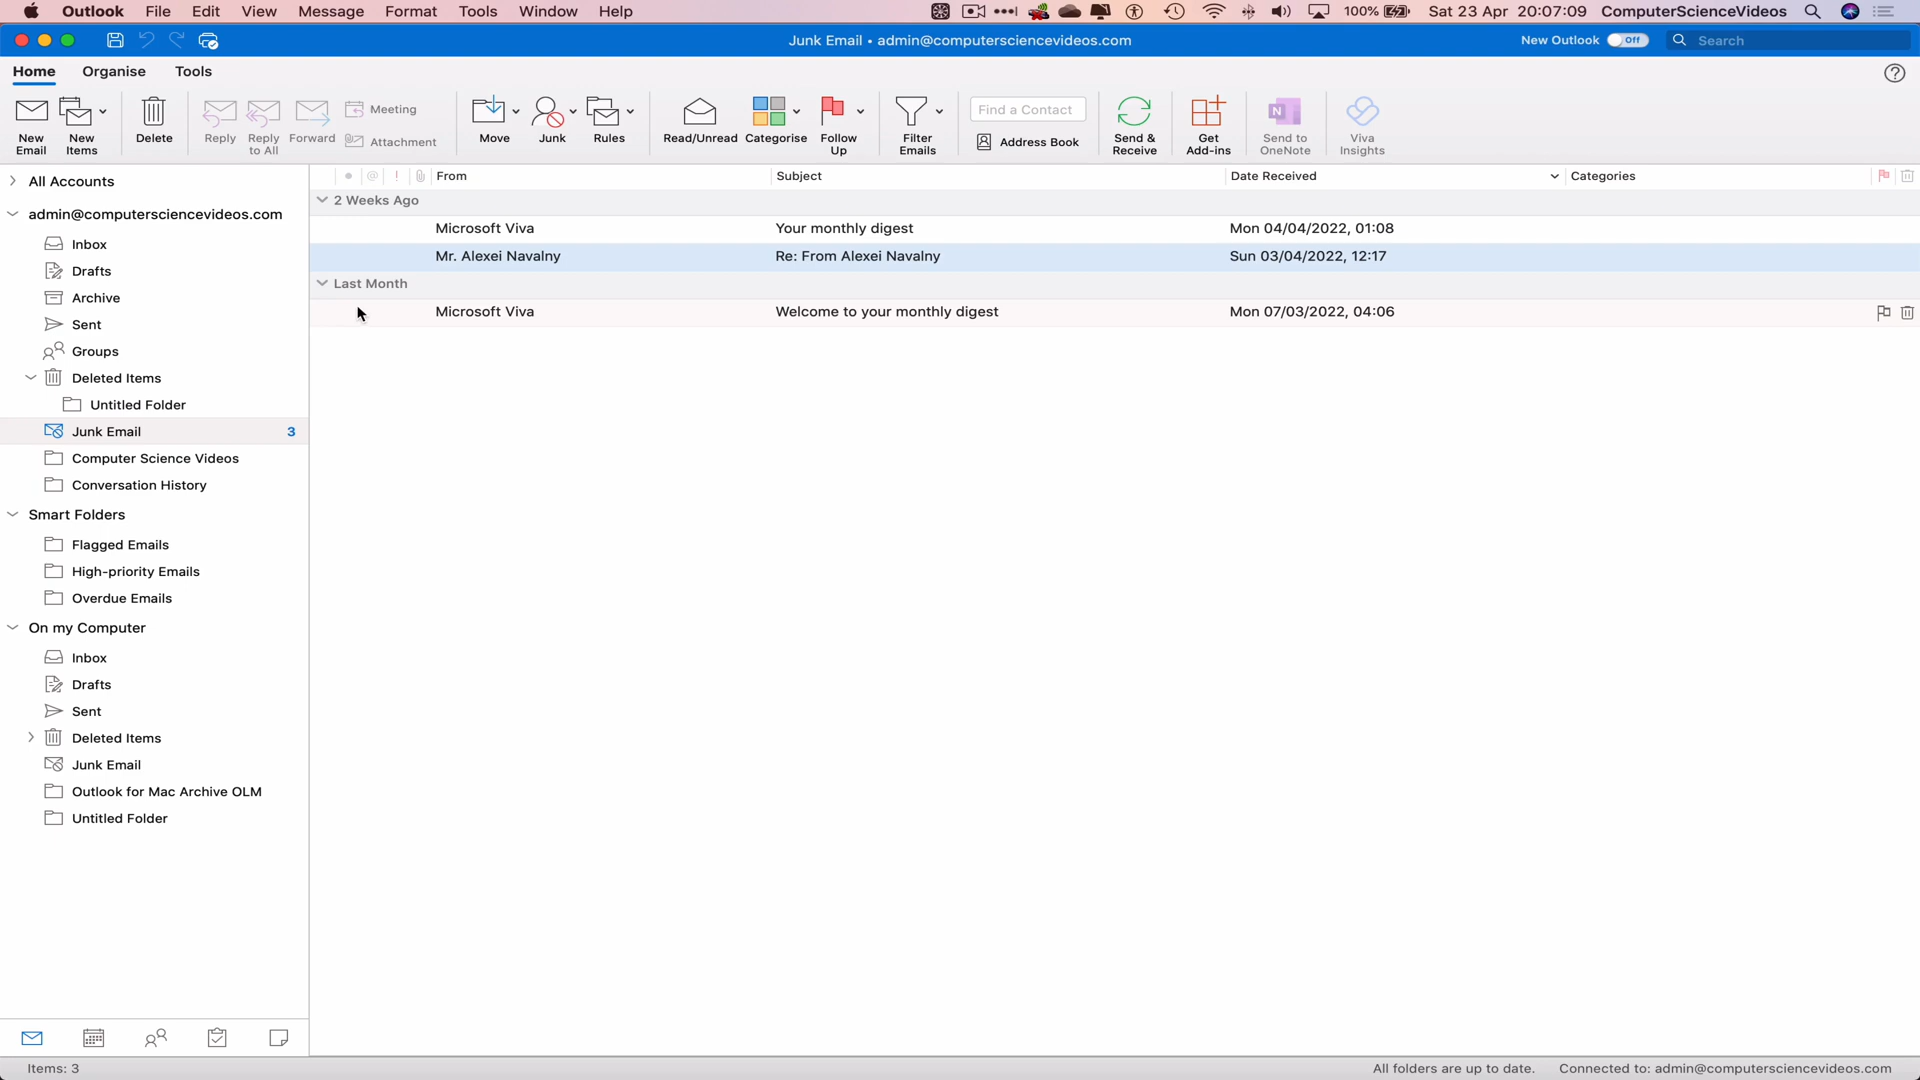 Outlook File Edit View Message Format Tools Window Help 100% Sat 23 Apr 20:07:09 ComputerScienceVideos
Junk Email • admin@computersciencevideos.com New Outlook Off Search
Home Organise Tools
New Email New Items Delete Reply Reply to All Forward Meeting Attachment Move Junk Rules Read/Unread Categorise Follow Up Filter Emails Find a Contact Address Book Send & Receive Get Add-ins Send to OneNote Viva Insights
All Accounts
admin@computersciencevideos.com
Inbox
Drafts
Archive
Sent
Groups
Deleted Items
Untitled Folder
Junk Email 3
Computer Science Videos
Conversation History
Smart Folders
Flagged Emails
High-priority Emails
Overdue Emails
On my Computer
Inbox
Drafts
Sent
Deleted Items
Junk Email
Outlook for Mac Archive OLM
Untitled Folder
@ ! From Subject Date Received Categories
2 Weeks Ago
Microsoft Viva Your monthly digest Mon 04/04/2022, 01:08
Mr. Alexei Navalny Re: From Alexei Navalny Sun 03/04/2022, 12:17
Last Month
Microsoft Viva Welcome to your monthly digest Mon 07/03/2022, 04:06
Items: 3 All folders are up to date. Connected to: admin@computersciencevideos.com